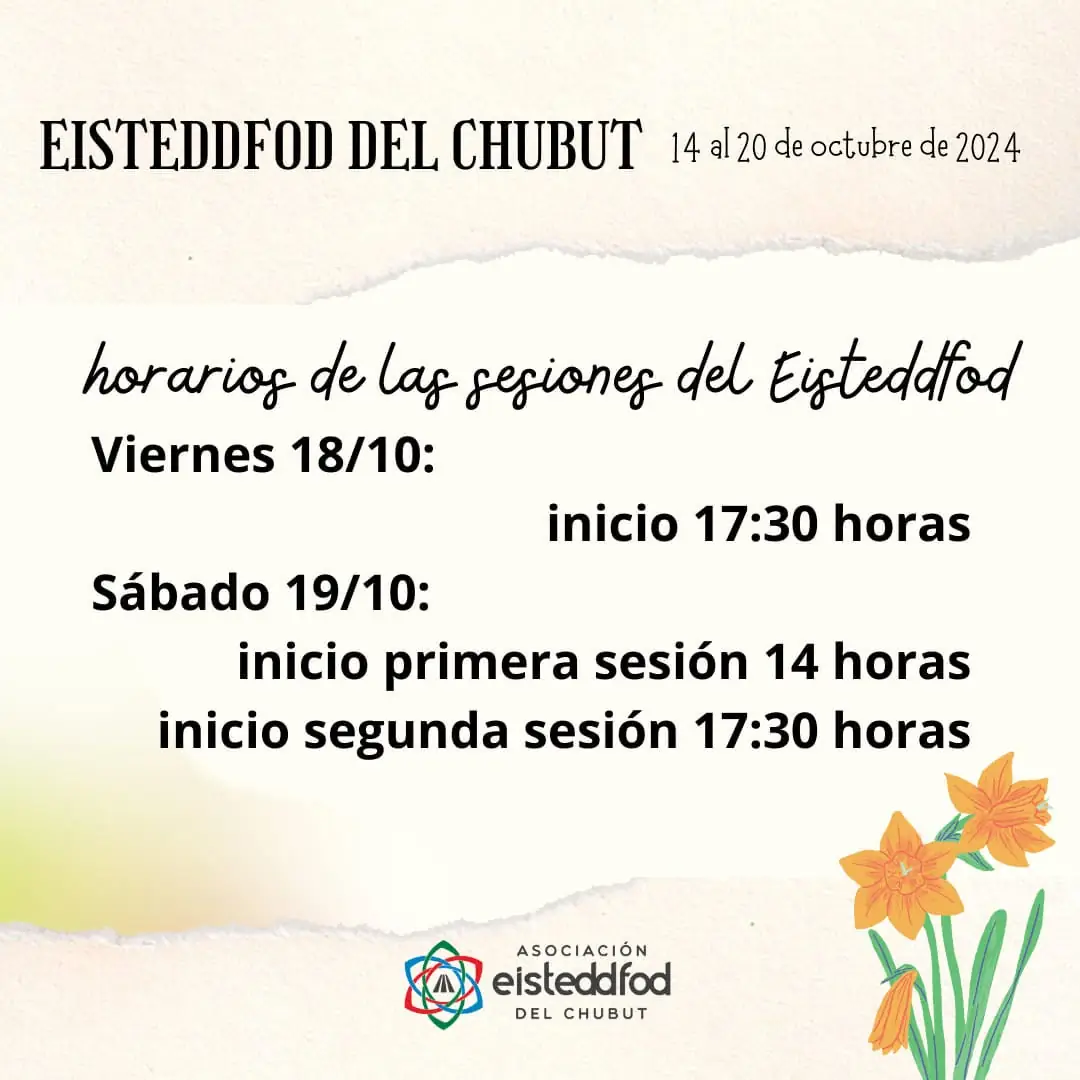 EISTEDDFOD DEL CHUBUT 14 al 20 de octubre de 2024
horarios de las sesiones del Eisteddfod
Viernes 18/10:
inicio 17:30 horas
Sábado 19/10:
inicio primera sesión 14 horas
inicio segunda sesión 17:30 horas
ASOCIACIÓN
eisteddfod
DEL CHUBUT